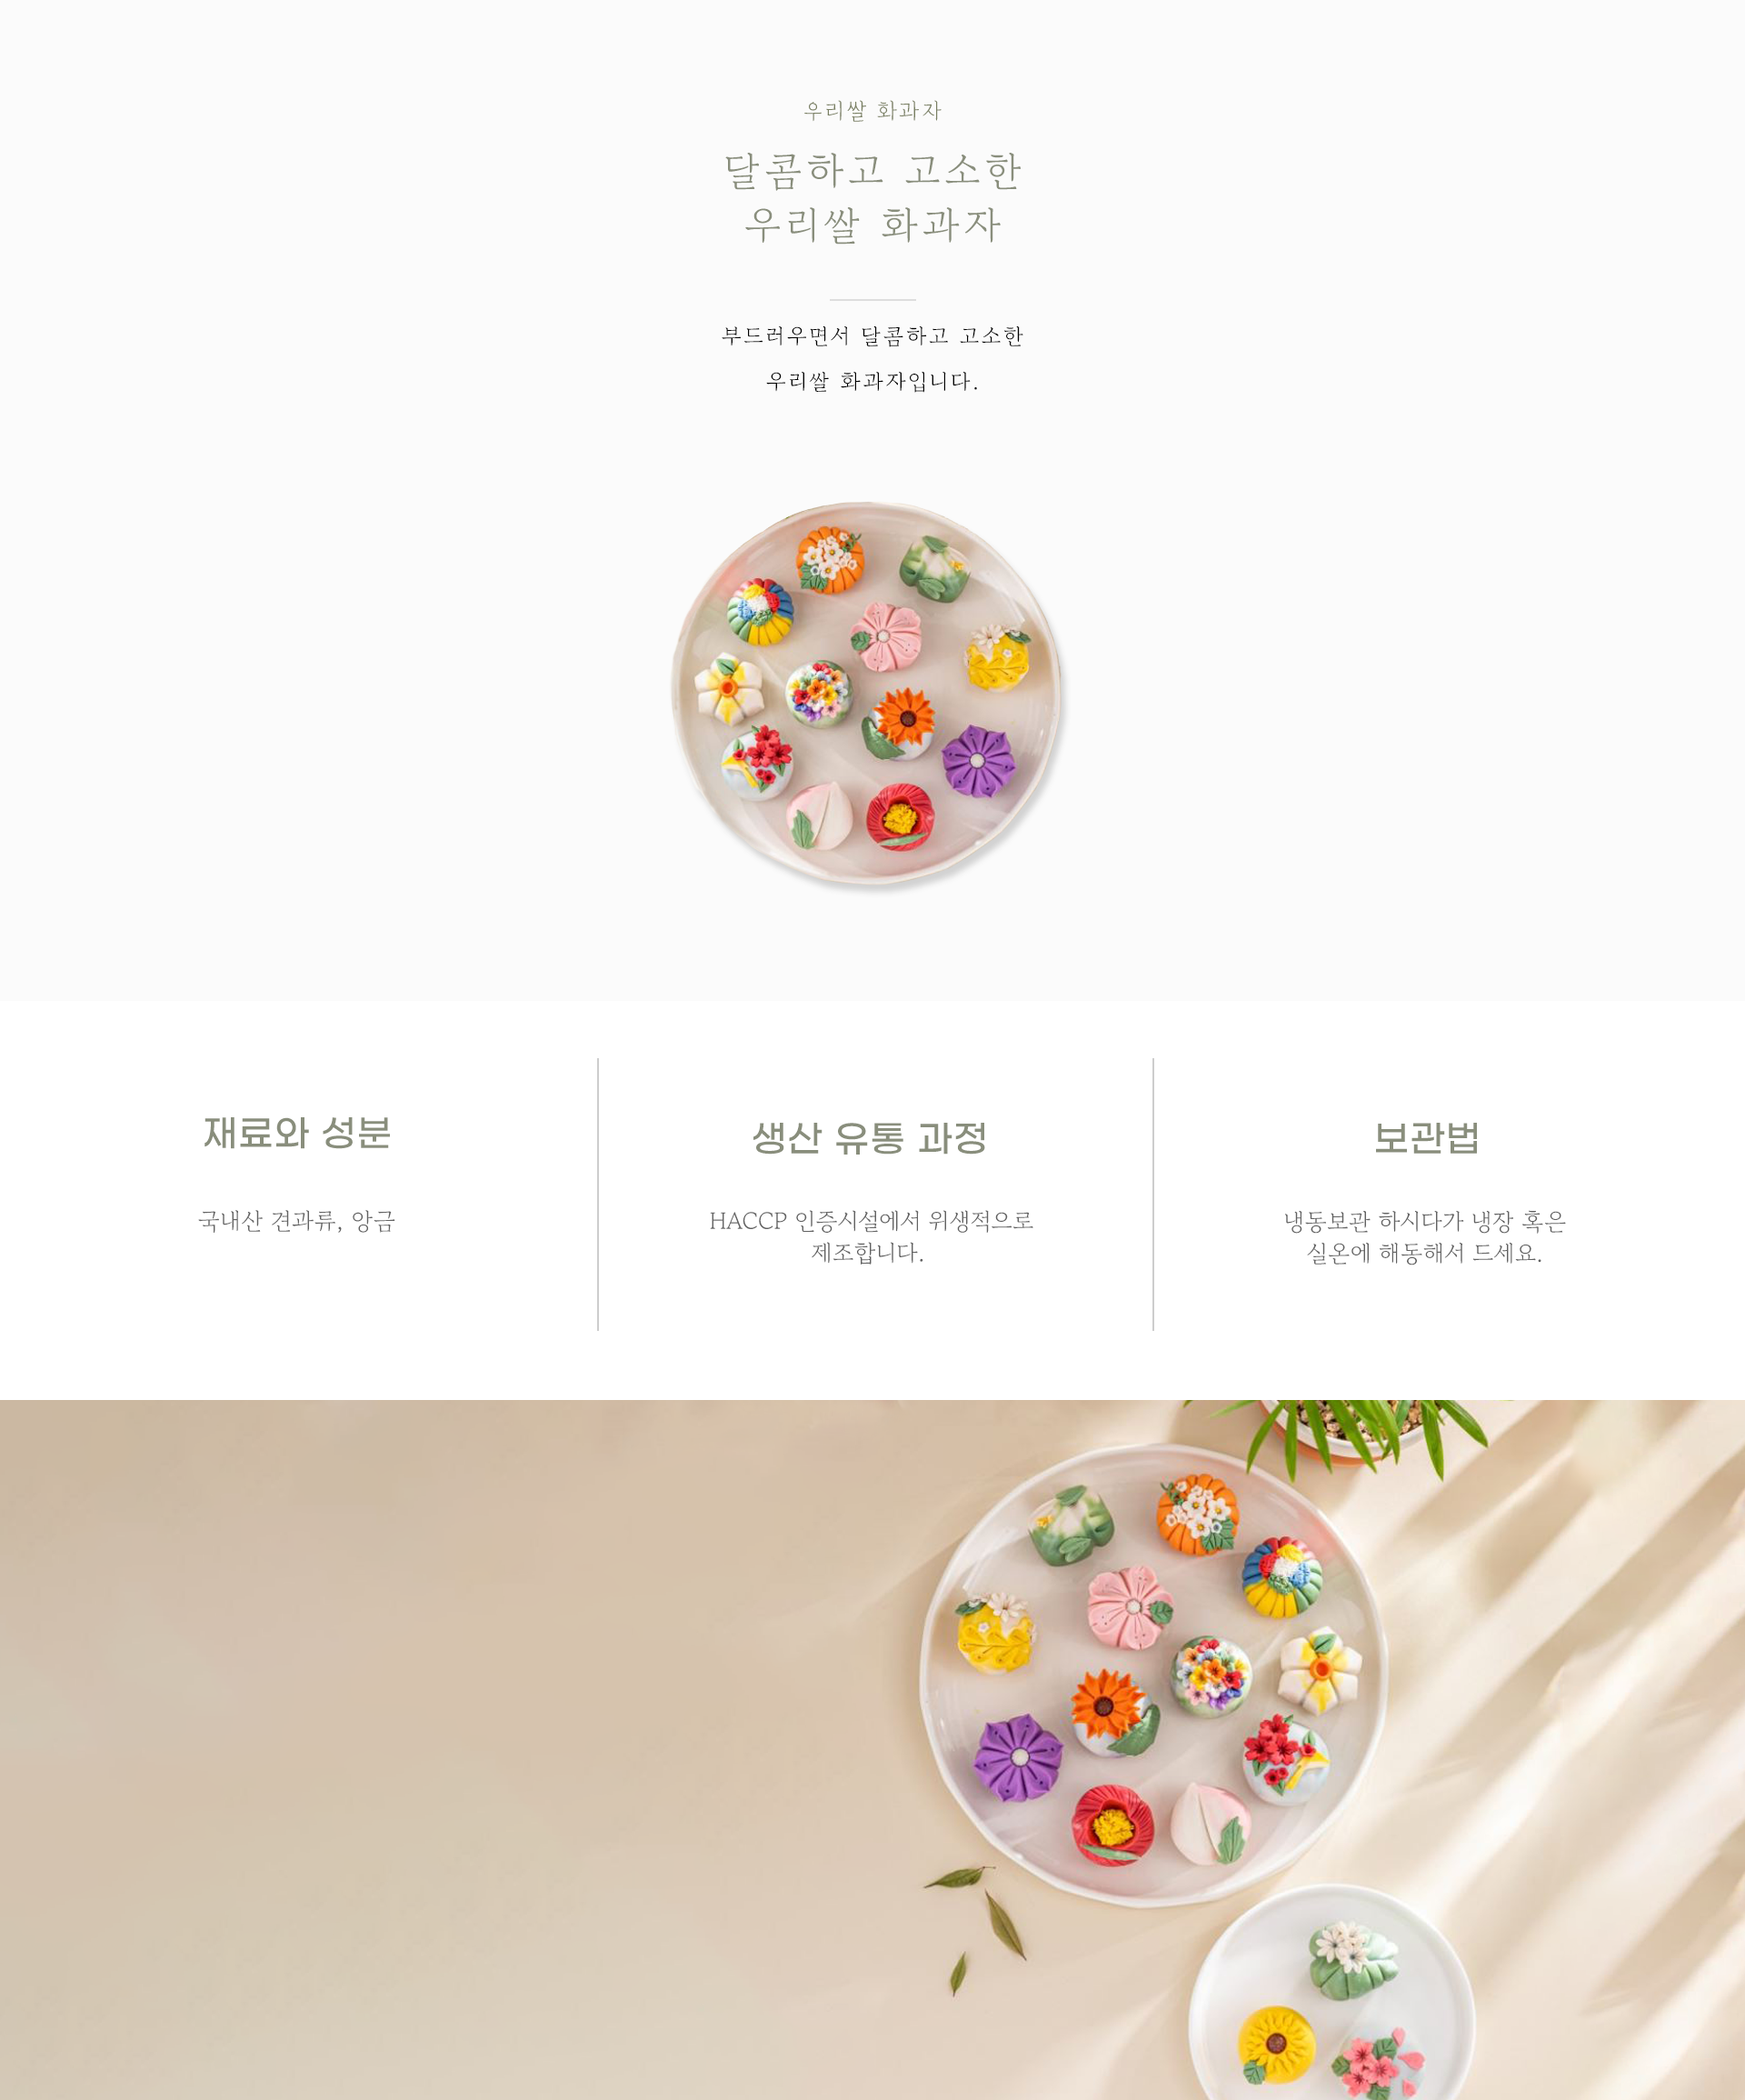 우리쌀 화과자
달콤하고 고소한
우리쌀 화과자
부드러우면서 달콤하고 고소한
우리쌀 화과자입니다.
재료와 성분
국내산 견과류, 앙금
생산 유통 과정
HACCP 인증시설에서 위생적으로
제조합니다.
보관법
냉동보관 하시다가 냉장 혹은
실온에 해동해서 드세요.